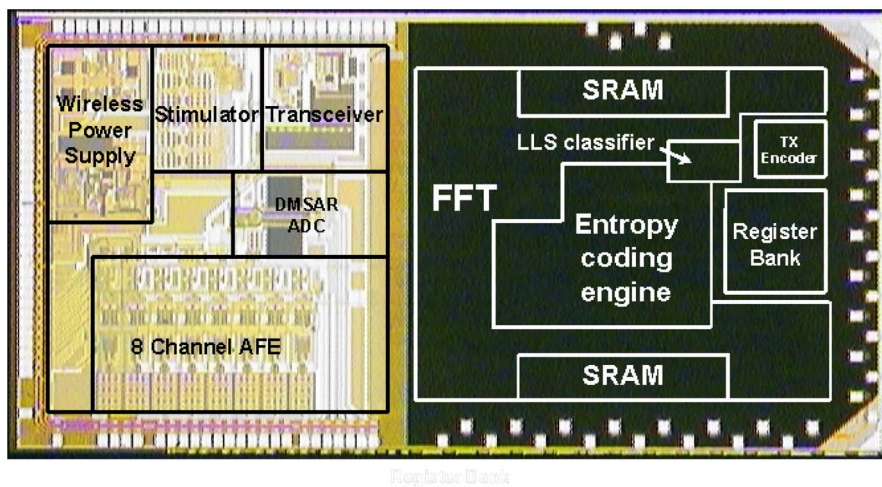 Wireless
Power
Supply
Stimulator
Transceiver
DMSAR
ADC
8 Channel AFE
SRAM
LLS classifier
TX
Encoder
FFT
Entropy
coding
engine
Register
Bank
SRAM
Register Bank